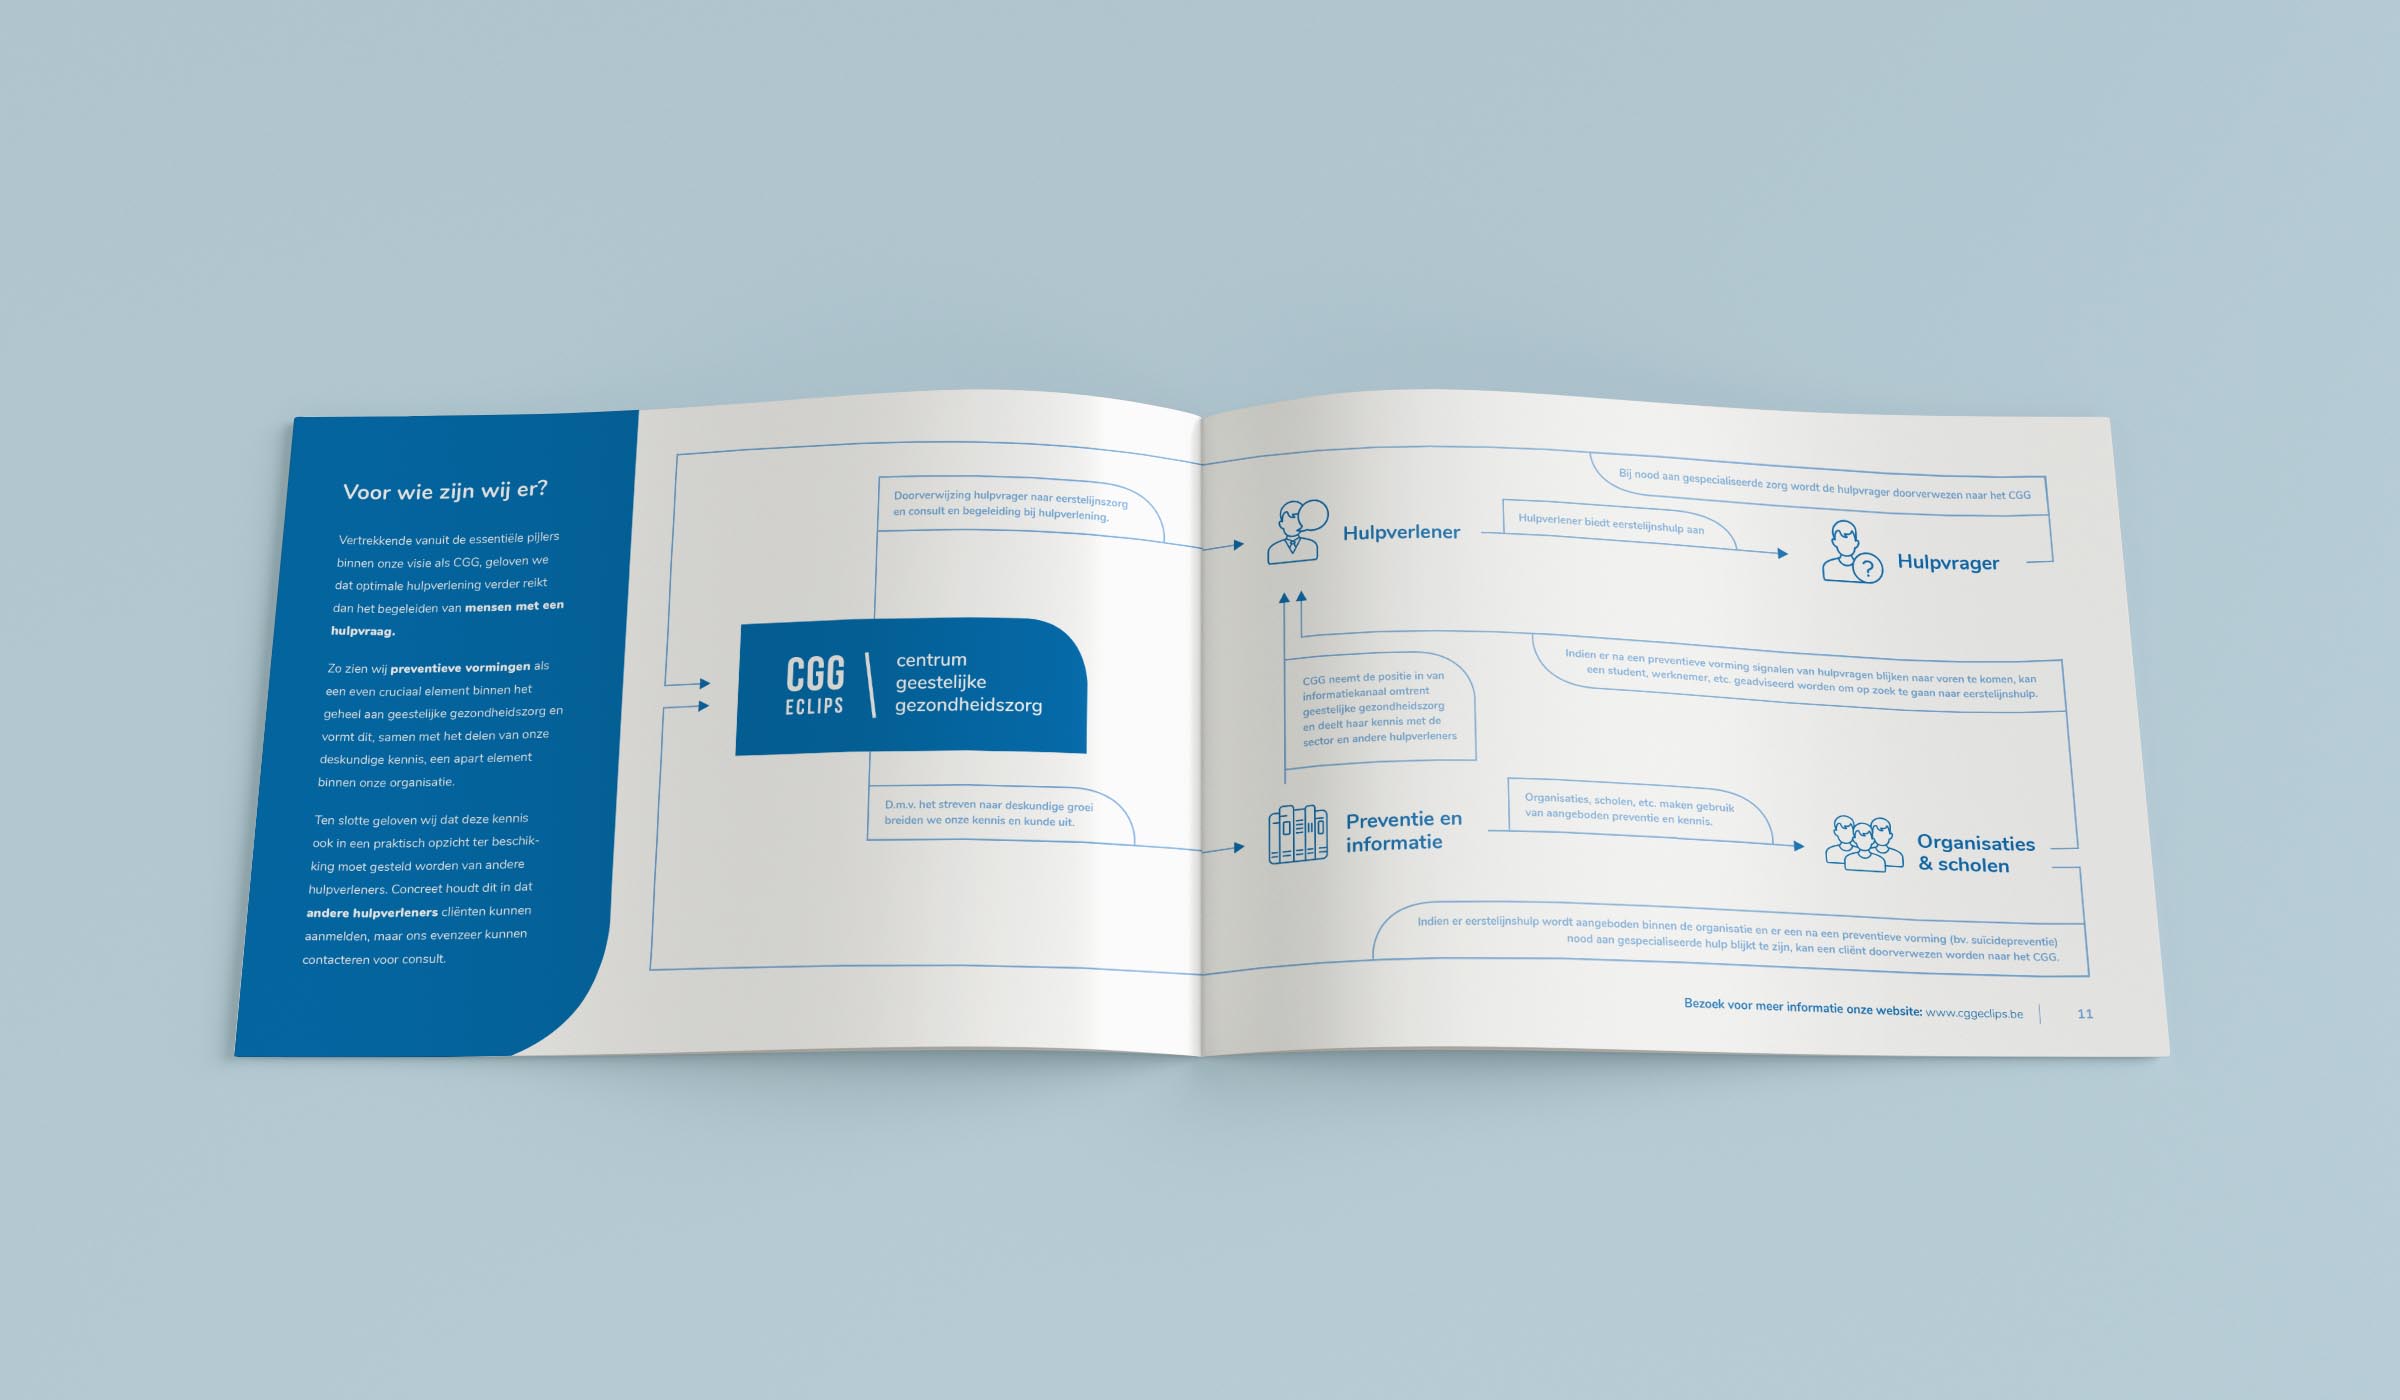 Voor wie zijn wij er?
Vertrekkende vanuit de essentiële pijlers
binnen onze visie als CGG, geloven we
dat optimale hulpverlening verder reikt
dan het begeleiden van mensen met een
hulpvraag.
Zo zien wij preventieve vormingen als
een even cruciaal element binnen het
geheel aan geestelijke gezondheidszorg en
vormt dit, samen met het delen van onze
deskundige kennis, een apart element
binnen onze organisatie.
Ten slotte geloven wij dat deze kennis
ook in een praktisch opzicht ter beschik-
king moet gesteld worden van andere
hulpverleners. Concreet houdt dit in dat
andere hulpverleners cliënten kunnen
aanmelden, maar ons evenzeer kunnen
contacteren voor consult.
Doorverwijzing hulpvrager naar eerstelijnszorg
en consult en begeleiding bij hulpverlening.
CGG
ECLIPS
centrum
geestelijke
gezondheidszorg
D.m.v. het streven naar deskundige groei
breiden we onze kennis en kunde uit.
Bij nood aan gespecialiseerde zorg wordt de hulpvrager doorverwezen naar het CGG
Hulpverlener
Hulpverlener biedt eerstelijnshulp aan
?
Hulpvrager
Indien er na een preventieve vorming signalen van hulpvragen blijken naar voren te komen, kan
een student, werknemer, etc. geadviseerd worden om op zoek te gaan naar eerstelijnshulp.
CGG neemt de positie in van
informatiekanaal omtrent
geestelijke gezondheidszorg
en deelt haar kennis met de
sector en andere hulpverleners
Preventie en
informatie
Organisaties, scholen, etc. maken gebruik
van aangeboden preventie en kennis.
Organisaties
& scholen
Indien er eerstelijnshulp wordt aangeboden binnen de organisatie en er een na een preventieve vorming (bv. suïcidepreventie)
nood aan gespecialiseerde hulp blijkt te zijn, kan een cliënt doorverwezen worden naar het CGG.
Bezoek voor meer informatie onze website: www.cggeclips.be
11